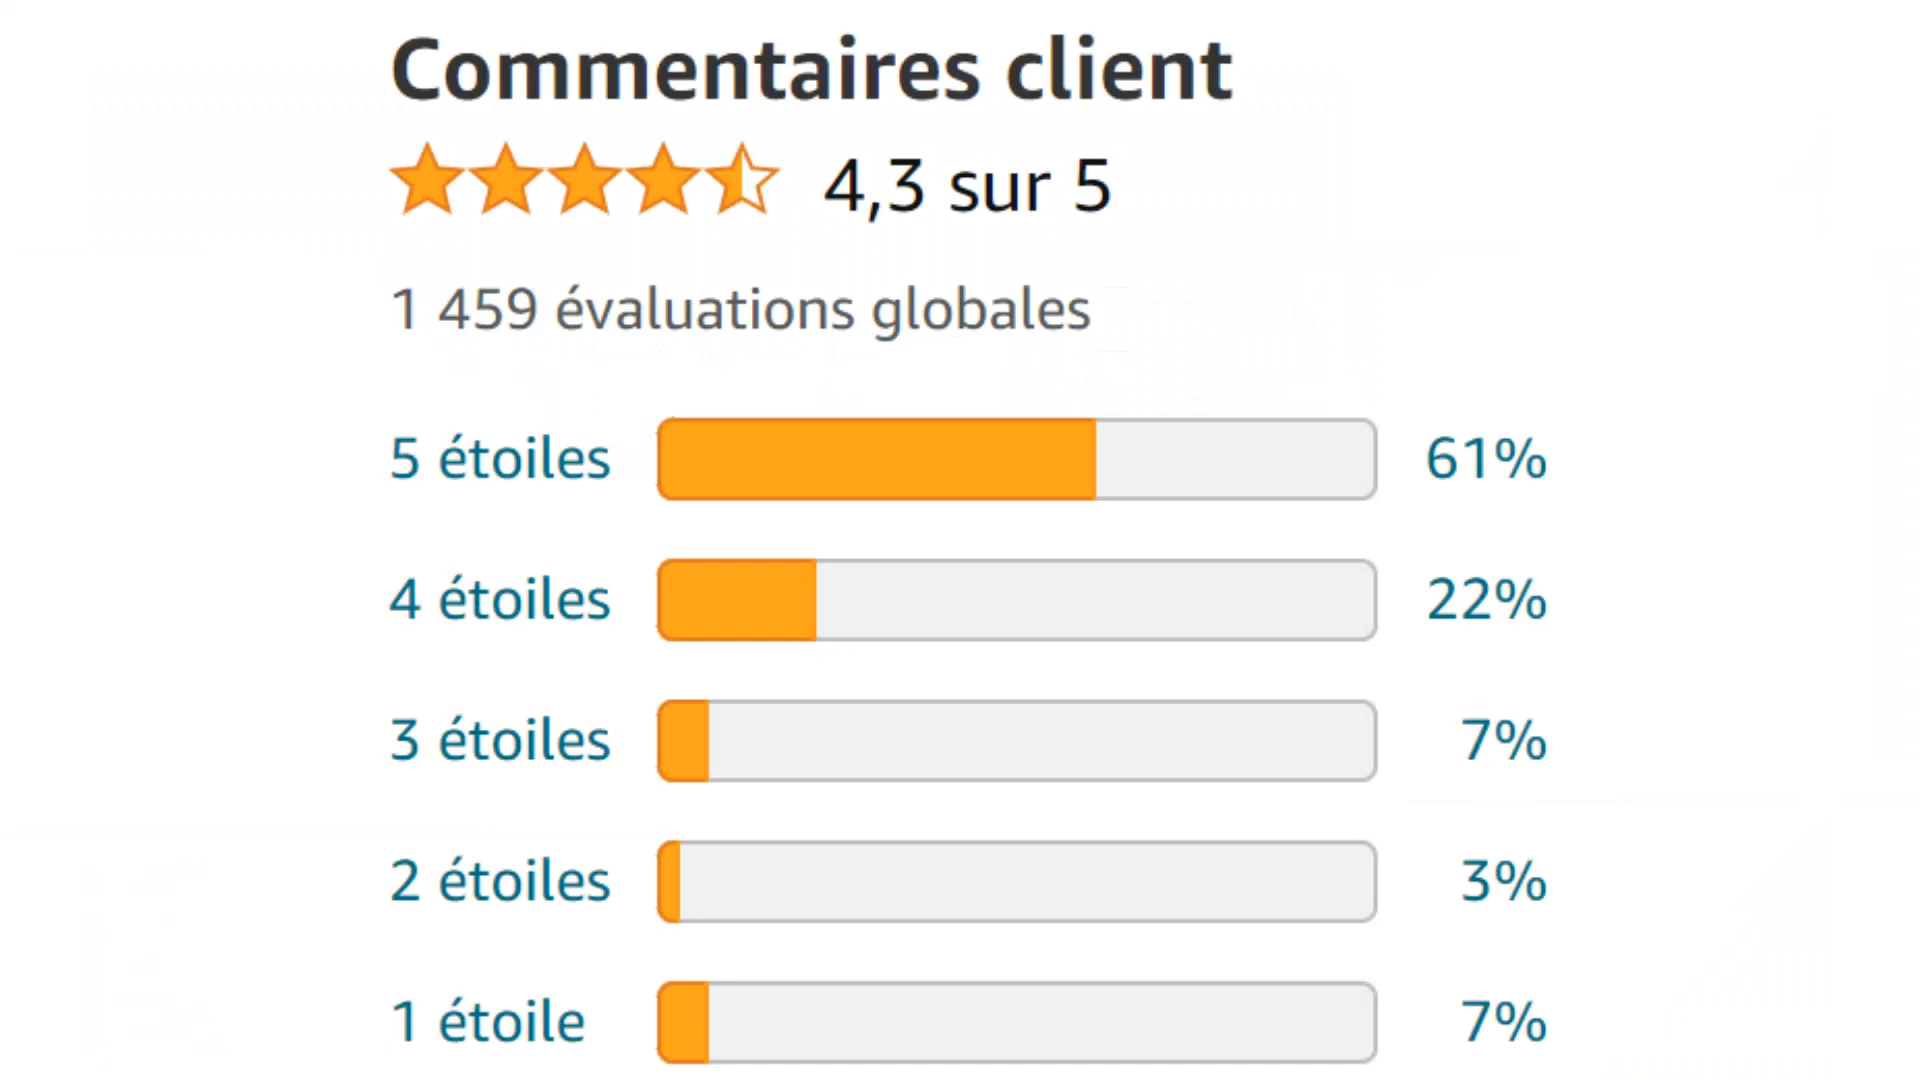 Commentaires client
4,3 sur 5
1 459 évaluations globales
5 étoiles 61%
4 étoiles 22%
3 étoiles 7%
2 étoiles 3%
1 étoile 7%